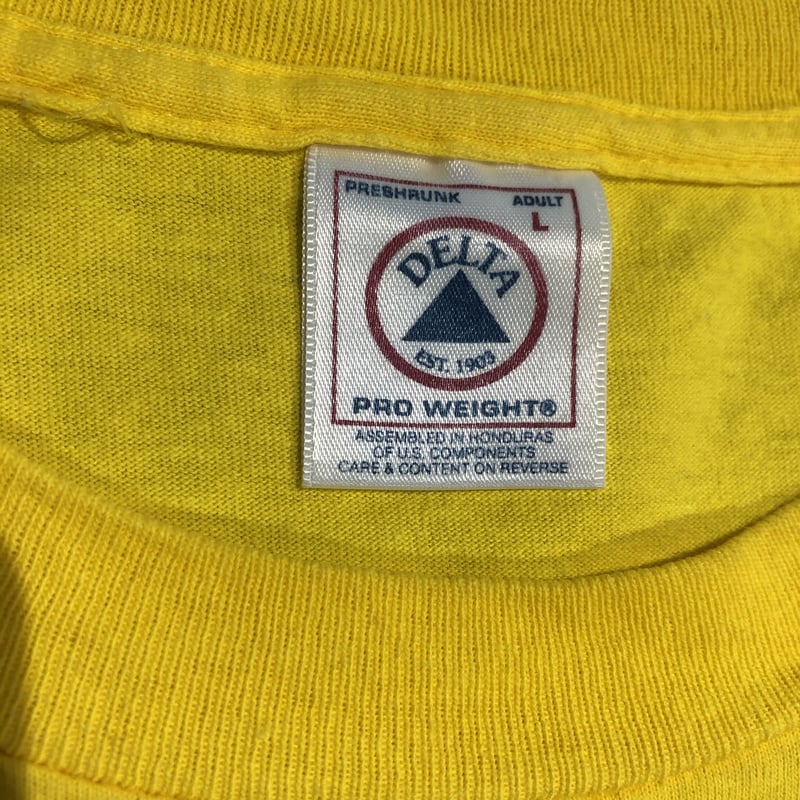 PRESHRUNK ADULT
L
DELTA
EST. 1903
PRO WEIGHT®
ASSEMBLED IN HONDURAS
OF U.S. COMPONENTS
CARE & CONTENT ON REVERSE